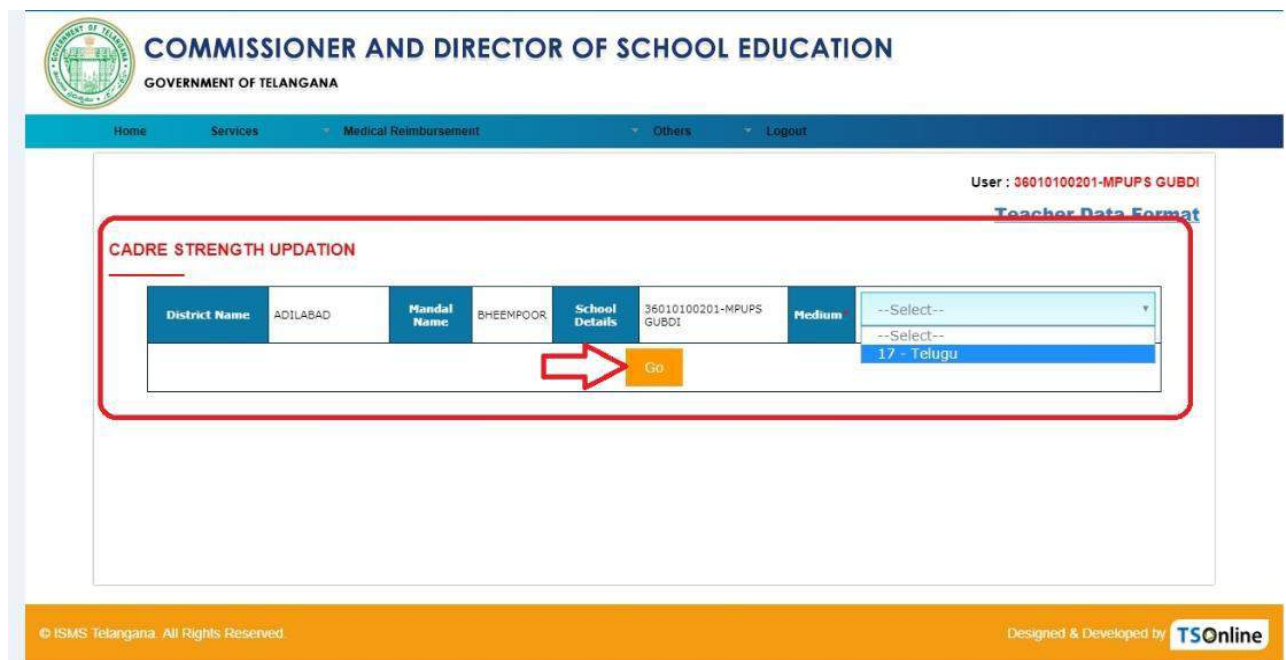 COMMISSIONER AND DIRECTOR OF SCHOOL EDUCATION
GOVERNMENT OF TELANGANA
Home Services Medical Reimbursement Others Logout
User : 36010100201-MPUPS GUBDI
Teacher Data Format
CADRE STRENGTH UPDATION
District Name ADILABAD Mandal Name BHEEMPOOR School Details 36010100201-MPUPS GUBDI Medium* --Select--
--Select--
17 - Telugu
Go
© ISMS Telangana. All Rights Reserved.
Designed & Developed by TSOnline